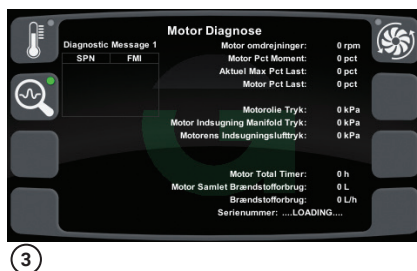 Motor Diagnose
Diagnostic Message 1
SPN FMI
Motor omdrejninger: 0 rpm
Motor Pct Moment: 0 pct
Aktuel Max Pct Last: 0 pct
Motor Pct Last: 0 pct
Motorolie Tryk: 0 kPa
Motor Indsugning Manifold Tryk: 0 kPa
Motorens Indsugningslufttryk: 0 kPa
Motor Total Timer: 0 h
Motor Samlet Brændstofforbrug: 0 L
Brændstofforbrug: 0 L/h
Serienummer: ....LOADING....
3